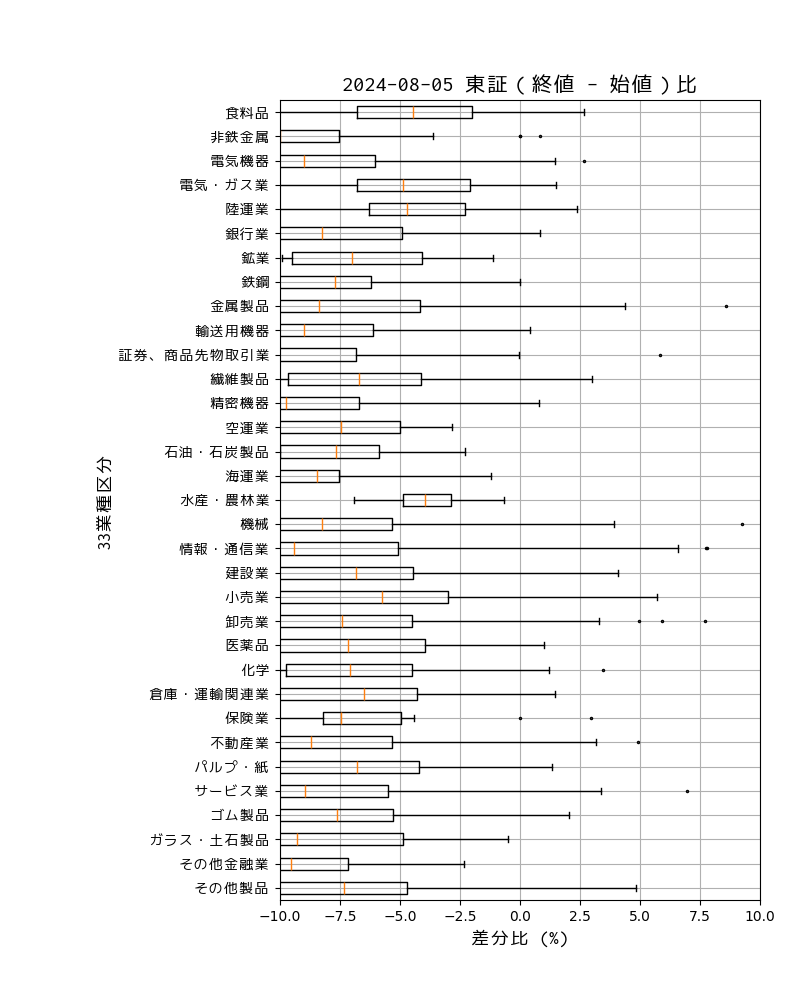 2024-08-05 東証 ( 終値 - 始値 ) 比
食料品
非鉄金属
電気機器
電気・ガス業
陸運業
銀行業
鉱業
鉄鋼
金属製品
輸送用機器
証券、商品先物取引業
繊維製品
精密機器
空運業
石油・石炭製品
海運業
水産・農林業
機械
情報・通信業
建設業
小売業
卸売業
医薬品
化学
倉庫・運輸関連業
保険業
不動産業
パルプ・紙
サービス業
ゴム製品
ガラス・土石製品
その他金融業
その他製品
33業種区分
−10.0 −7.5 −5.0 −2.5 0.0 2.5 5.0 7.5 10.0
差分比 (%)